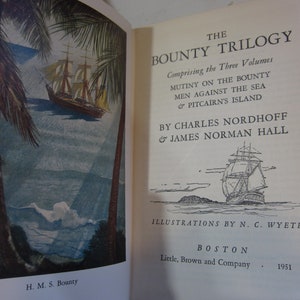 H. M. S. Bounty
THE
BOUNTY TRILOGY
Comprising the Three Volumes
MUTINY ON THE BOUNTY
MEN AGAINST THE SEA
& PITCAIRN'S ISLAND
BY CHARLES NORDHOFF
& JAMES NORMAN HALL
ILLUSTRATIONS BY N. C. WYETH
BOSTON
Little, Brown and Company · 1951